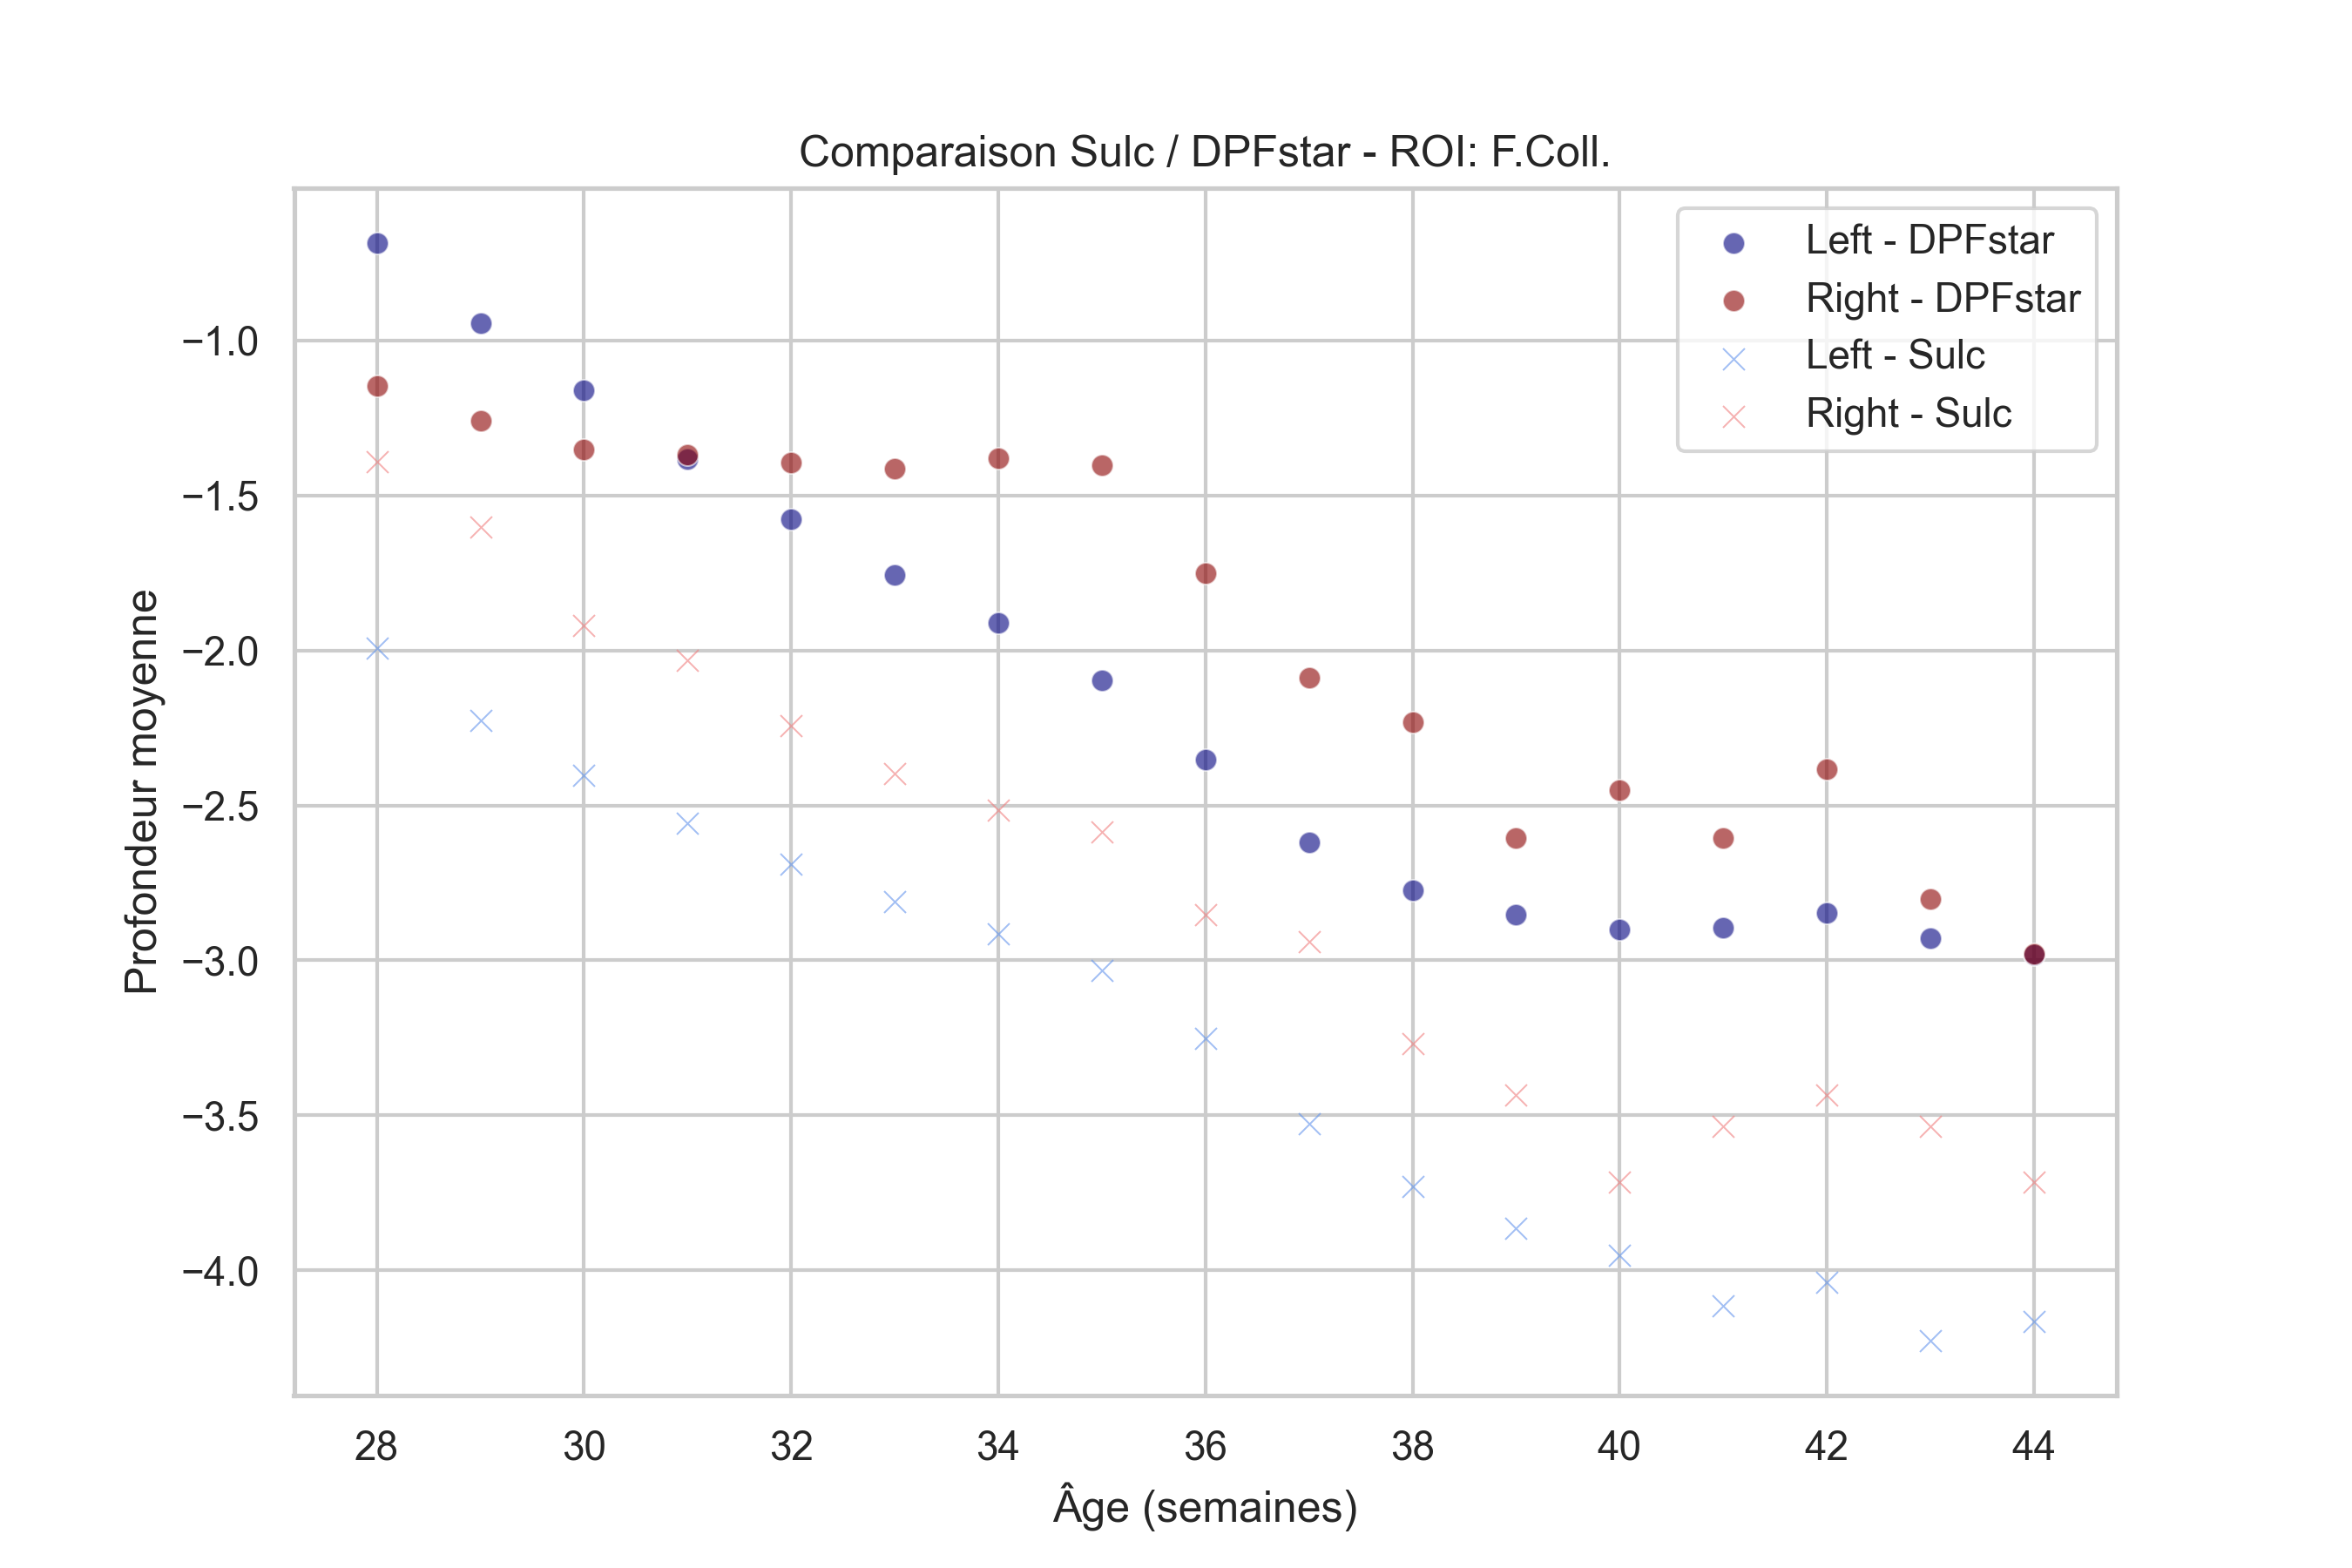 Comparaison Sulc / DPFstar - ROI: F.Coll.
Left - DPFstar
Right - DPFstar
Left - Sulc
Right - Sulc
−1.0
−1.5
−2.0
−2.5
−3.0
−3.5
−4.0
Profondeur moyenne
28 30 32 34 36 38 40 42 44
Âge (semaines)